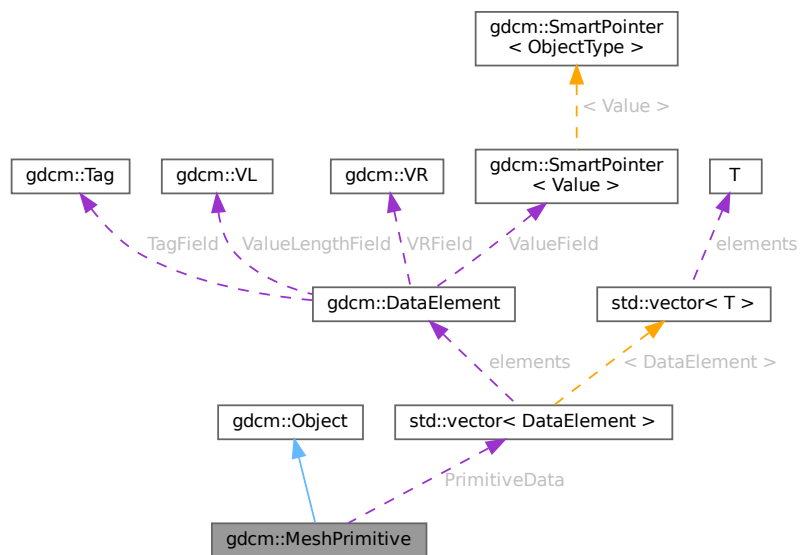 gdcm::SmartPointer
< ObjectType >
< Value >
gdcm::Tag
gdcm::VL
gdcm::VR
gdcm::SmartPointer
< Value >
T
TagField
ValueLengthField
VRField
ValueField
elements
gdcm::DataElement
std::vector< T >
elements
< DataElement >
gdcm::Object
std::vector< DataElement >
PrimitiveData
gdcm::MeshPrimitive